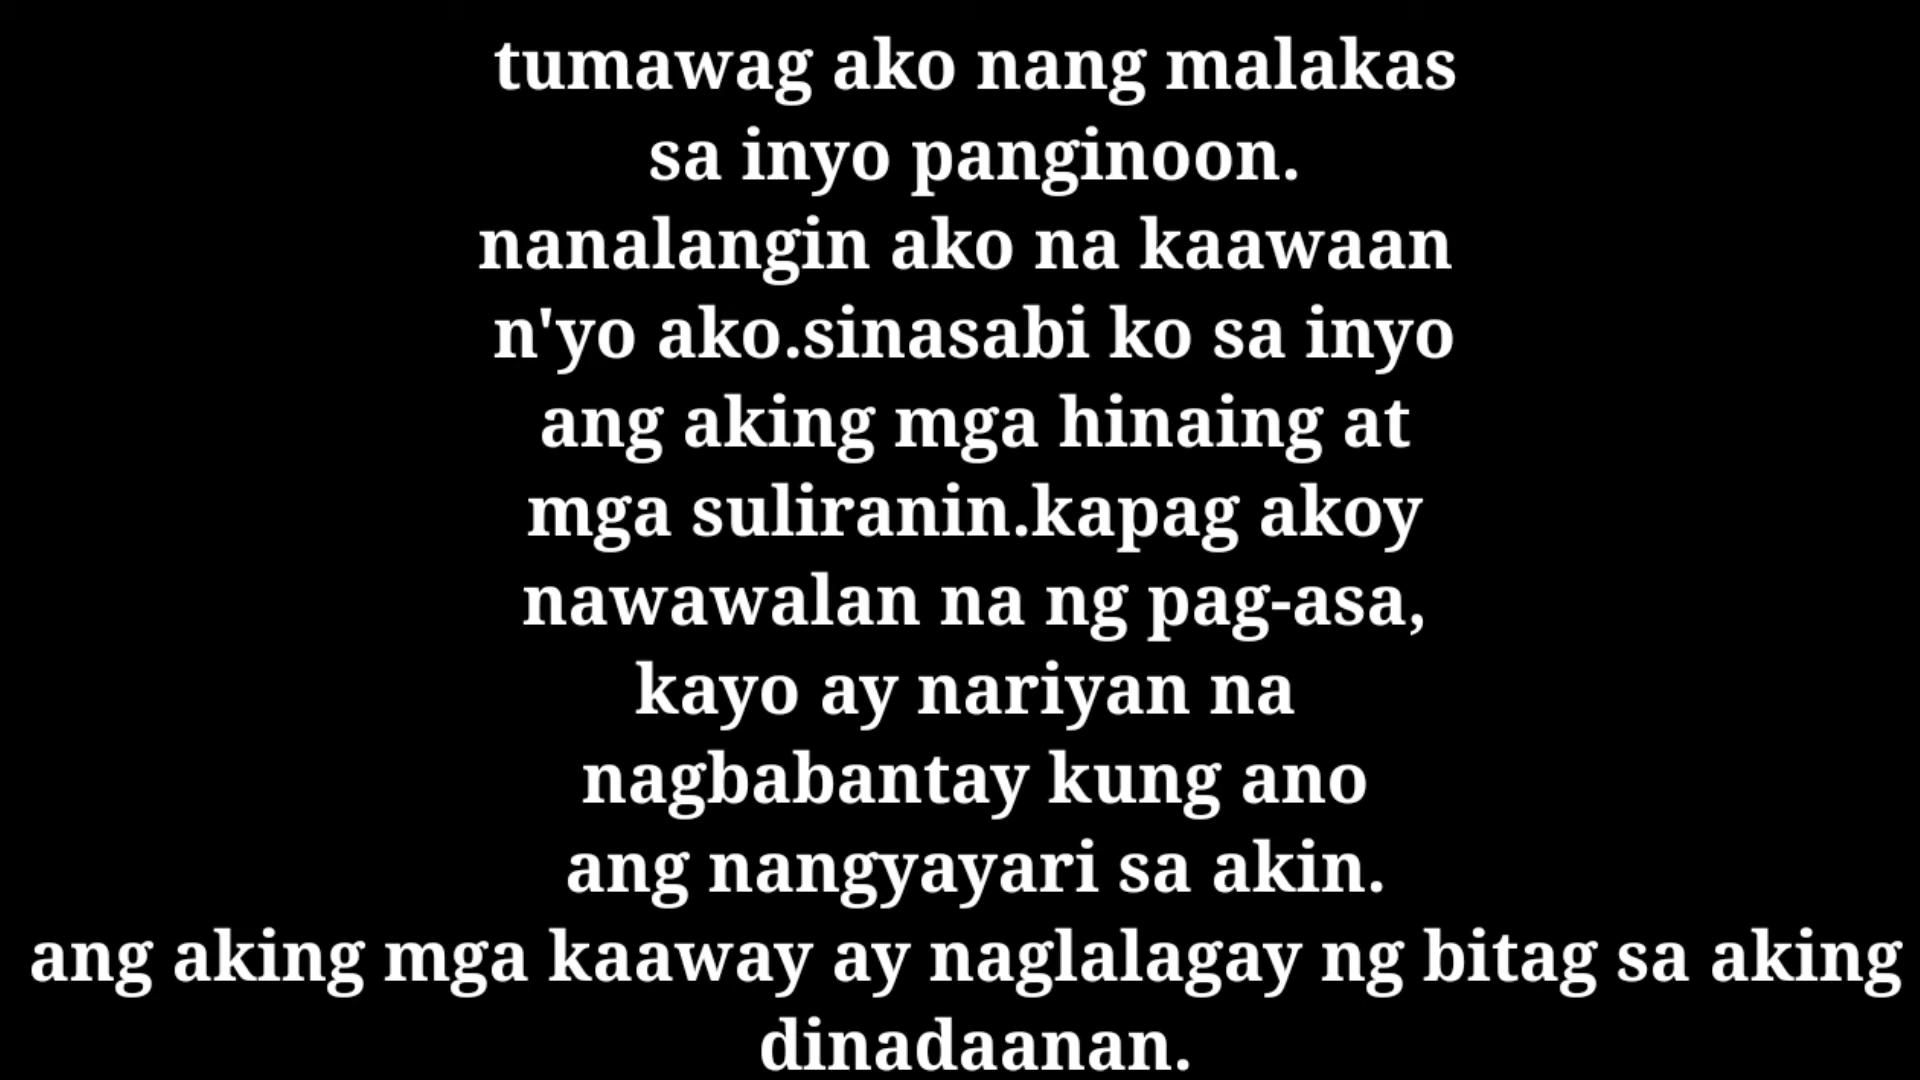 tumawag ako nang malakas
sa inyo panginoon.
nanalangin ako na kaawaan
n'yo ako.sinasabi ko sa inyo
ang aking mga hinaing at
mga suliranin.kapag akoy
nawawalan na ng pag-asa,
kayo ay nariyan na
nagbabantay kung ano
ang nangyayari sa akin.
ang aking mga kaaway ay naglalagay ng bitag sa aking
dinadaanan.